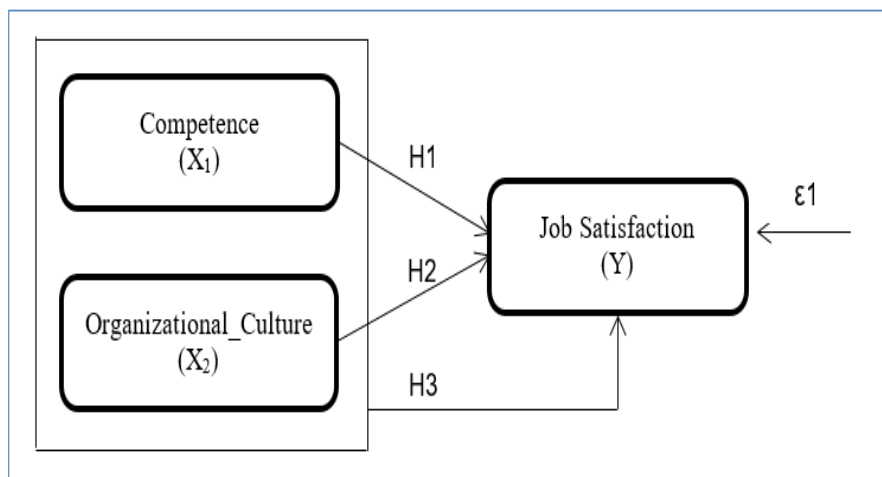 Competence
(X₁)
H1
Job Satisfaction
(Y)
ε1
H2
Organizational_Culture
(X₂)
H3